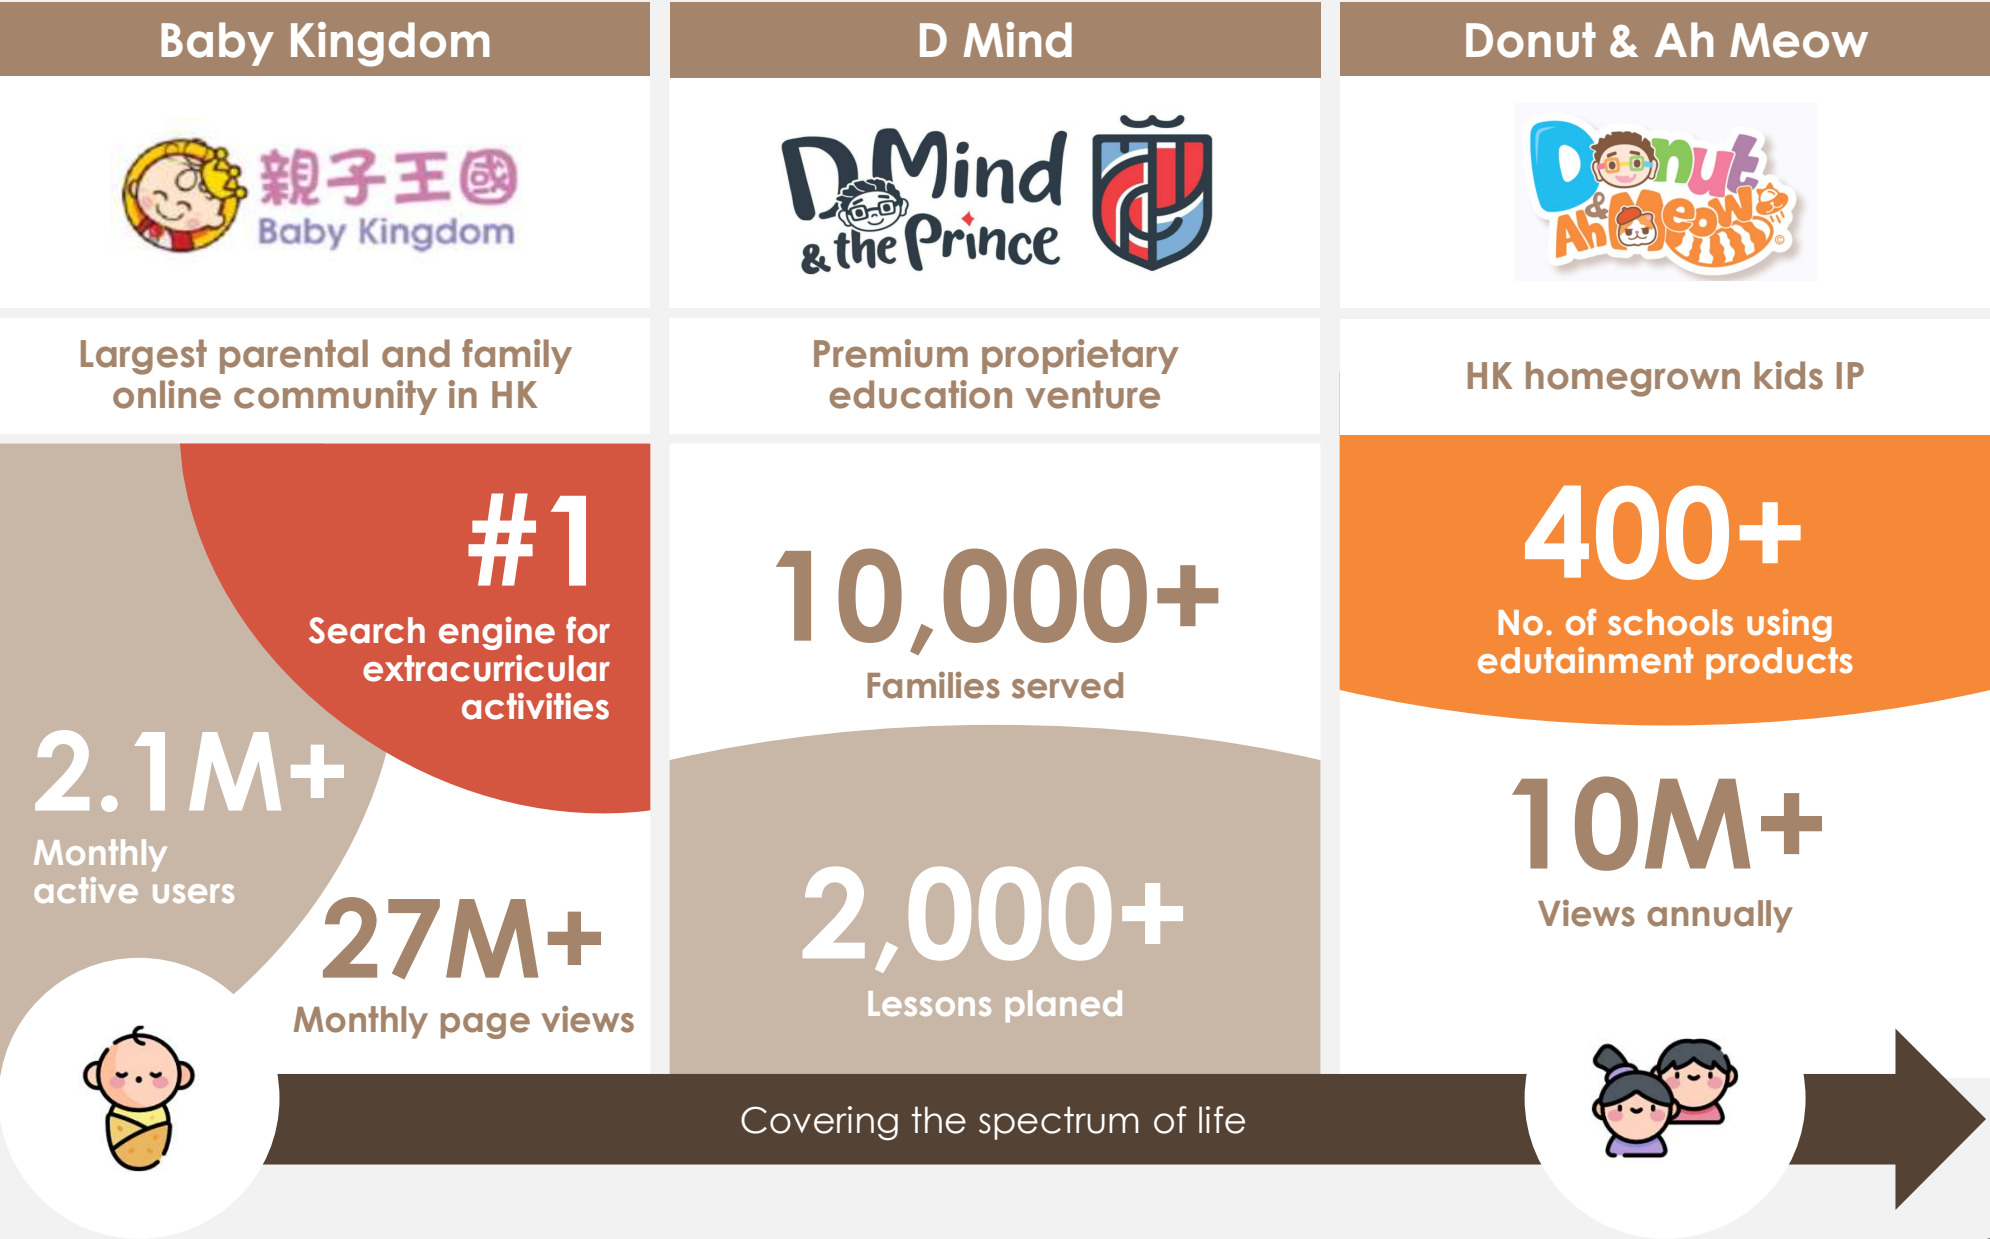 Baby Kingdom
親子王國
Baby Kingdom
Largest parental and family
online community in HK
#1
Search engine for
extracurricular
activities
2.1M+
Monthly
active users
27M+
Monthly page views
D Mind
D Mind
& the Prince
Premium proprietary
education venture
10,000+
Families served
2,000+
Lessons planed
Donut & Ah Meow
Donut
& Ah Meow ©
HK homegrown kids IP
400+
No. of schools using
edutainment products
10M+
Views annually
Covering the spectrum of life